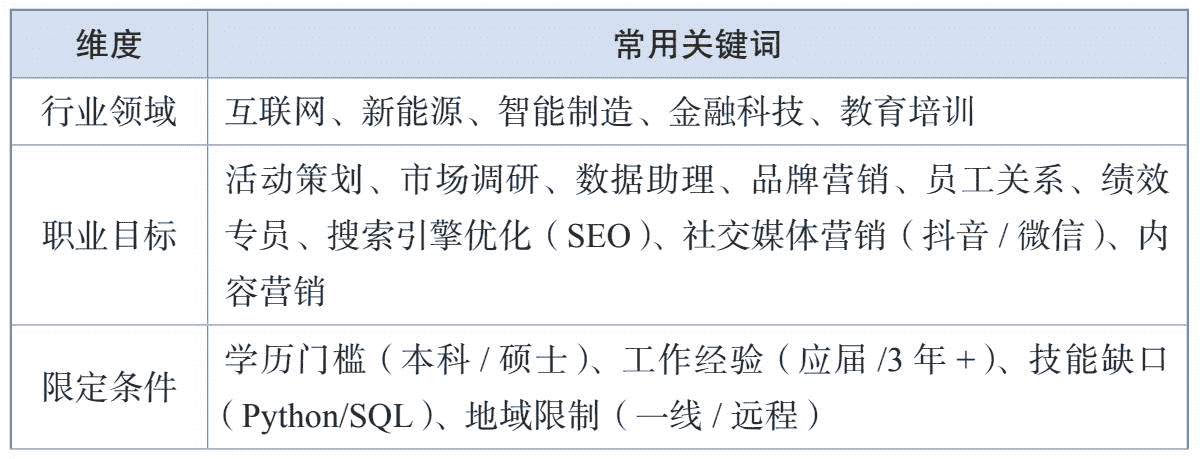 维度 常用关键词
行业领域 互联网、新能源、智能制造、金融科技、教育培训
活动策划、市场调研、数据助理、品牌营销、员工关系、绩效
职业目标 专员、搜索引擎优化（SEO）、社交媒体营销（抖音/微信）、内
容营销
学历门槛（本科/硕士）、工作经验（应届/3年+）、技能缺口
限定条件
（Python/SQL）、地域限制（一线/远程）